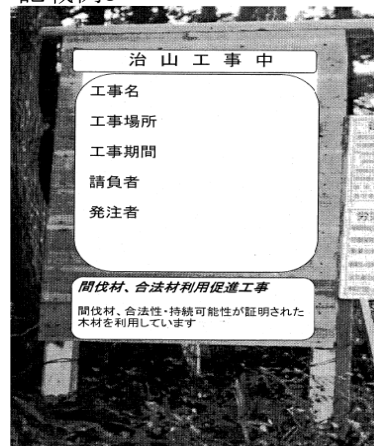 治山工事中
工事名
工事場所
工事期間
請負者
発注者
間伐材、合法材利用促進工事
間伐材、合法性・持続可能性が証明された
木材を利用しています